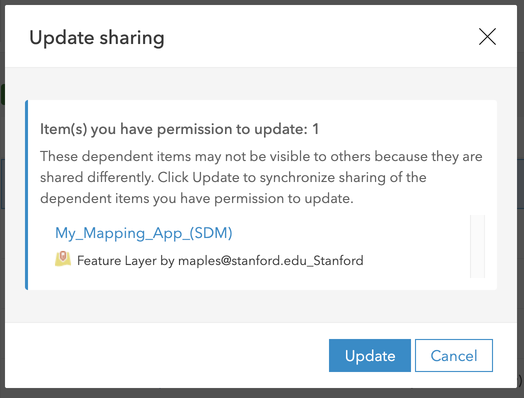 Update sharing
Item(s) you have permission to update: 1
These dependent items may not be visible to others because they are
shared differently. Click Update to synchronize sharing of the
dependent items you have permission to update.
My_Mapping_App_(SDM)
Feature Layer by maples@stanford.edu_Stanford
Update
Cancel
)